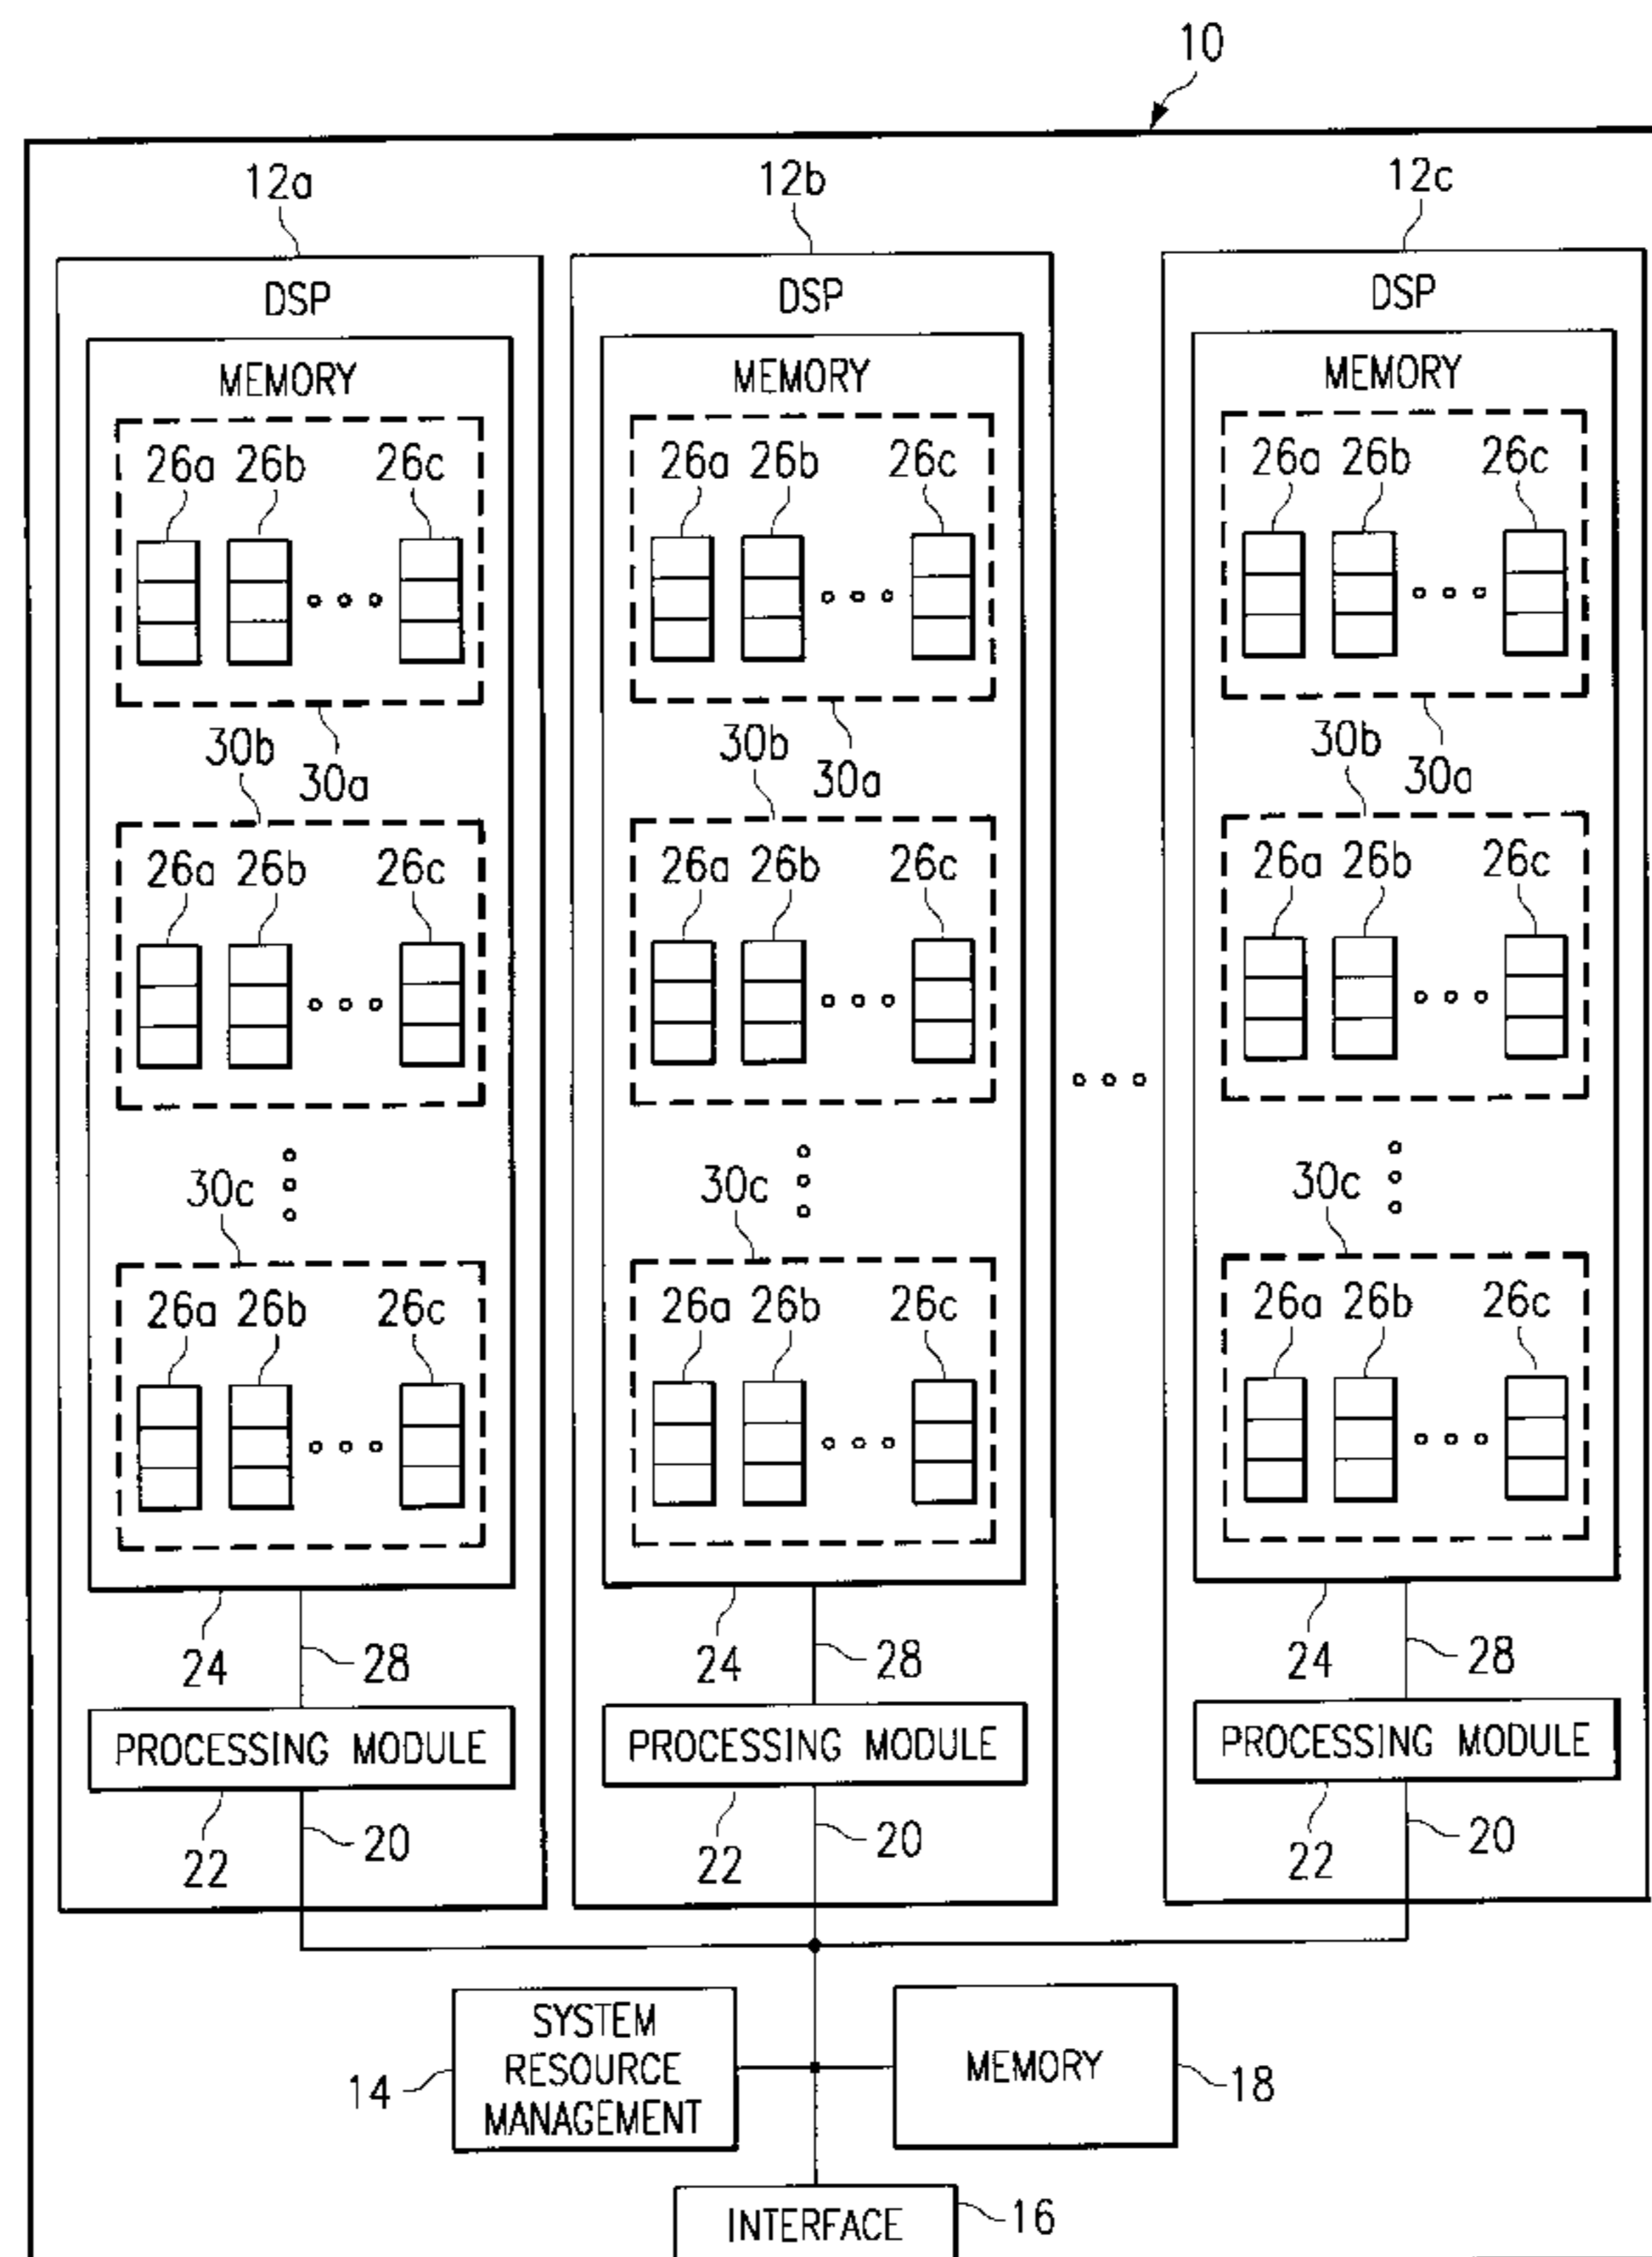 10
12a 12b 12c
DSP DSP DSP
MEMORY MEMORY MEMORY
26a 26b 26c 26a 26b 26c 26a 26b 26c
30b 30a 30b 30a 30b 30a
26a 26b 26c 26a 26b 26c 26a 26b 26c
30c 30c 30c
26a 26b 26c 26a 26b 26c 26a 26b 26c
24 28 24 28 24 28
PROCESSING MODULE PROCESSING MODULE PROCESSING MODULE
22 20 22 20 22 20
SYSTEM
RESOURCE
MANAGEMENT
14
MEMORY
18
INTERFACE
16